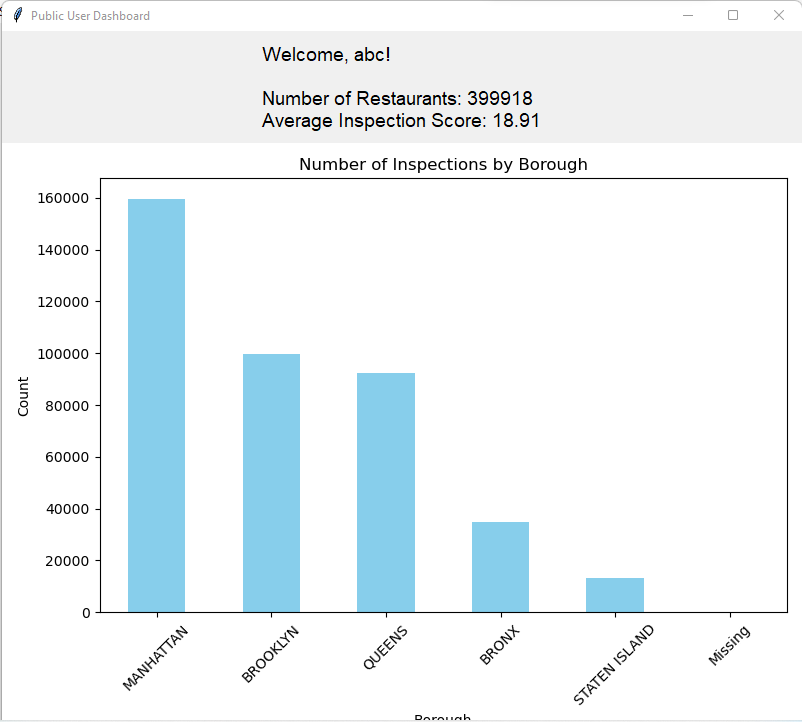 Public User Dashboard
Welcome, abc!
Number of Restaurants: 399918
Average Inspection Score: 18.91
Number of Inspections by Borough
160000
140000
120000
100000
80000
60000
40000
20000
0
Count
MANHATTAN
BROOKLYN
QUEENS
BRONX
STATEN ISLAND
Missing
Borough